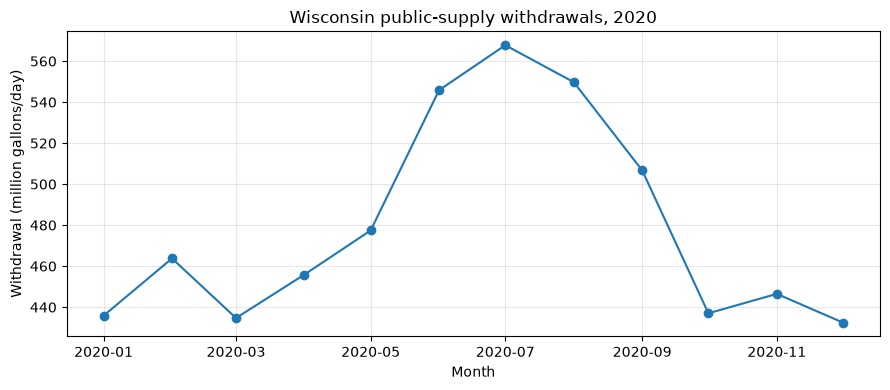 Wisconsin public-supply withdrawals, 2020
Withdrawal (million gallons/day)
560
540
520
500
480
460
440
2020-01 2020-03 2020-05 2020-07 2020-09 2020-11
Month